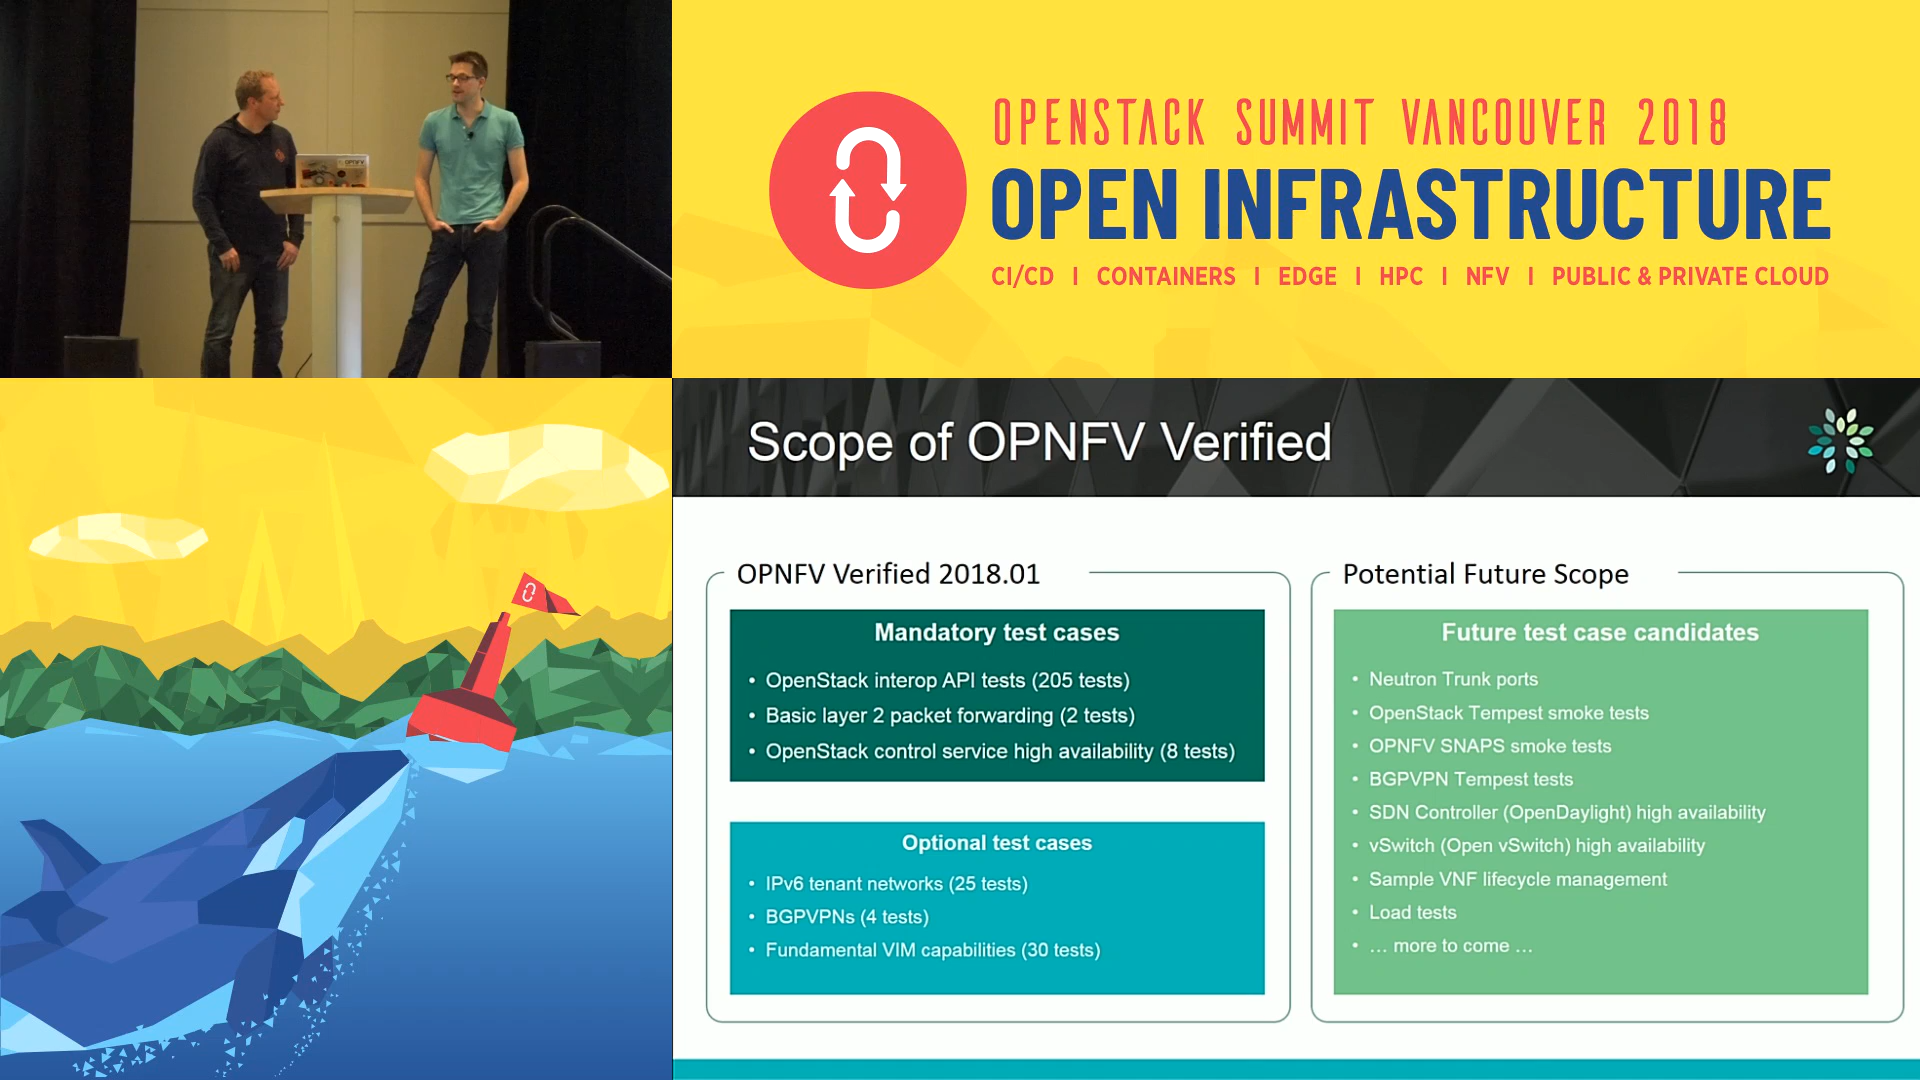 OPENSTACK SUMMIT VANCOUVER 2018
OPEN INFRASTRUCTURE
CI/CD | CONTAINERS | EDGE | HPC | NFV | PUBLIC & PRIVATE CLOUD
Scope of OPNFV Verified
OPNFV Verified 2018.01
Mandatory test cases
• OpenStack interop API tests (205 tests)
• Basic layer 2 packet forwarding (2 tests)
• OpenStack control service high availability (8 tests)
Optional test cases
• IPv6 tenant networks (25 tests)
• BGPVPNs (4 tests)
• Fundamental VIM capabilities (30 tests)
Potential Future Scope
Future test case candidates
• Neutron Trunk ports
• OpenStack Tempest smoke tests
• OPNFV SNAPS smoke tests
• BGPVPN Tempest tests
• SDN Controller (OpenDaylight) high availability
• vSwitch (Open vSwitch) high availability
• Sample VNF lifecycle management
• Load tests
• … more to come …